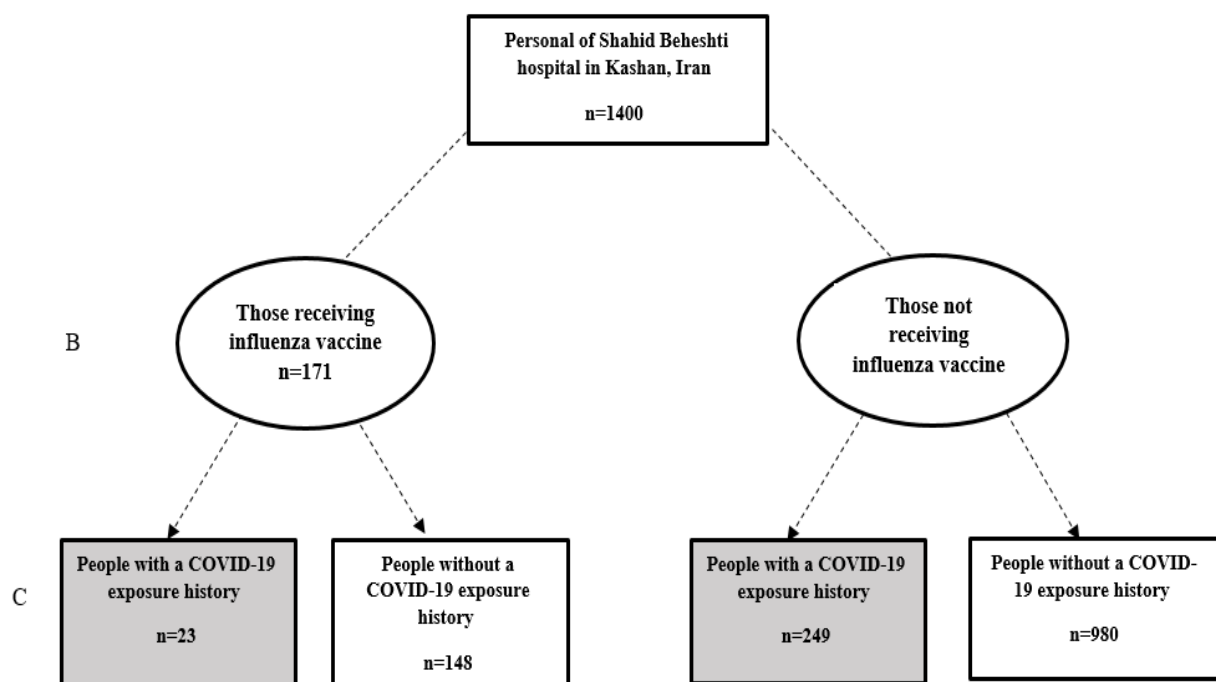 Personal of Shahid Beheshti
hospital in Kashan, Iran
n=1400
B
Those receiving
influenza vaccine
n=171
Those not
receiving
influenza vaccine
C
People with a COVID-19
exposure history
n=23
People without a
COVID-19 exposure
history
n=148
People with a COVID-19
exposure history
n=249
People without a COVID-
19 exposure history
n=980